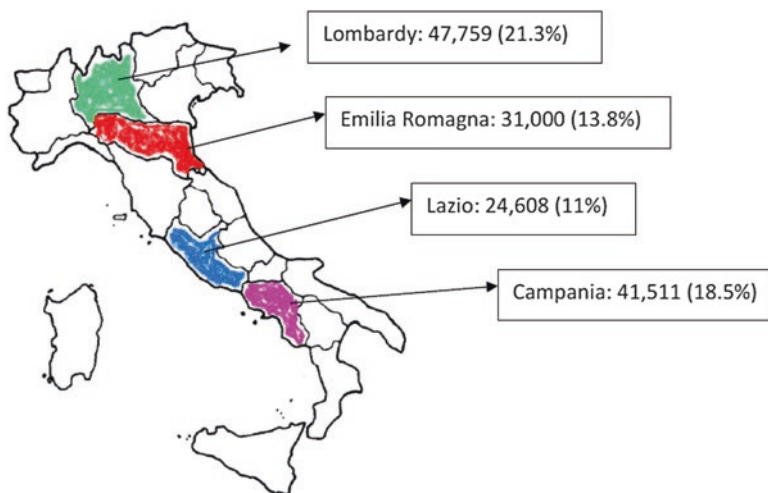 Lombardy: 47,759 (21.3%)
Emilia Romagna: 31,000 (13.8%)
Lazio: 24,608 (11%)
Campania: 41,511 (18.5%)